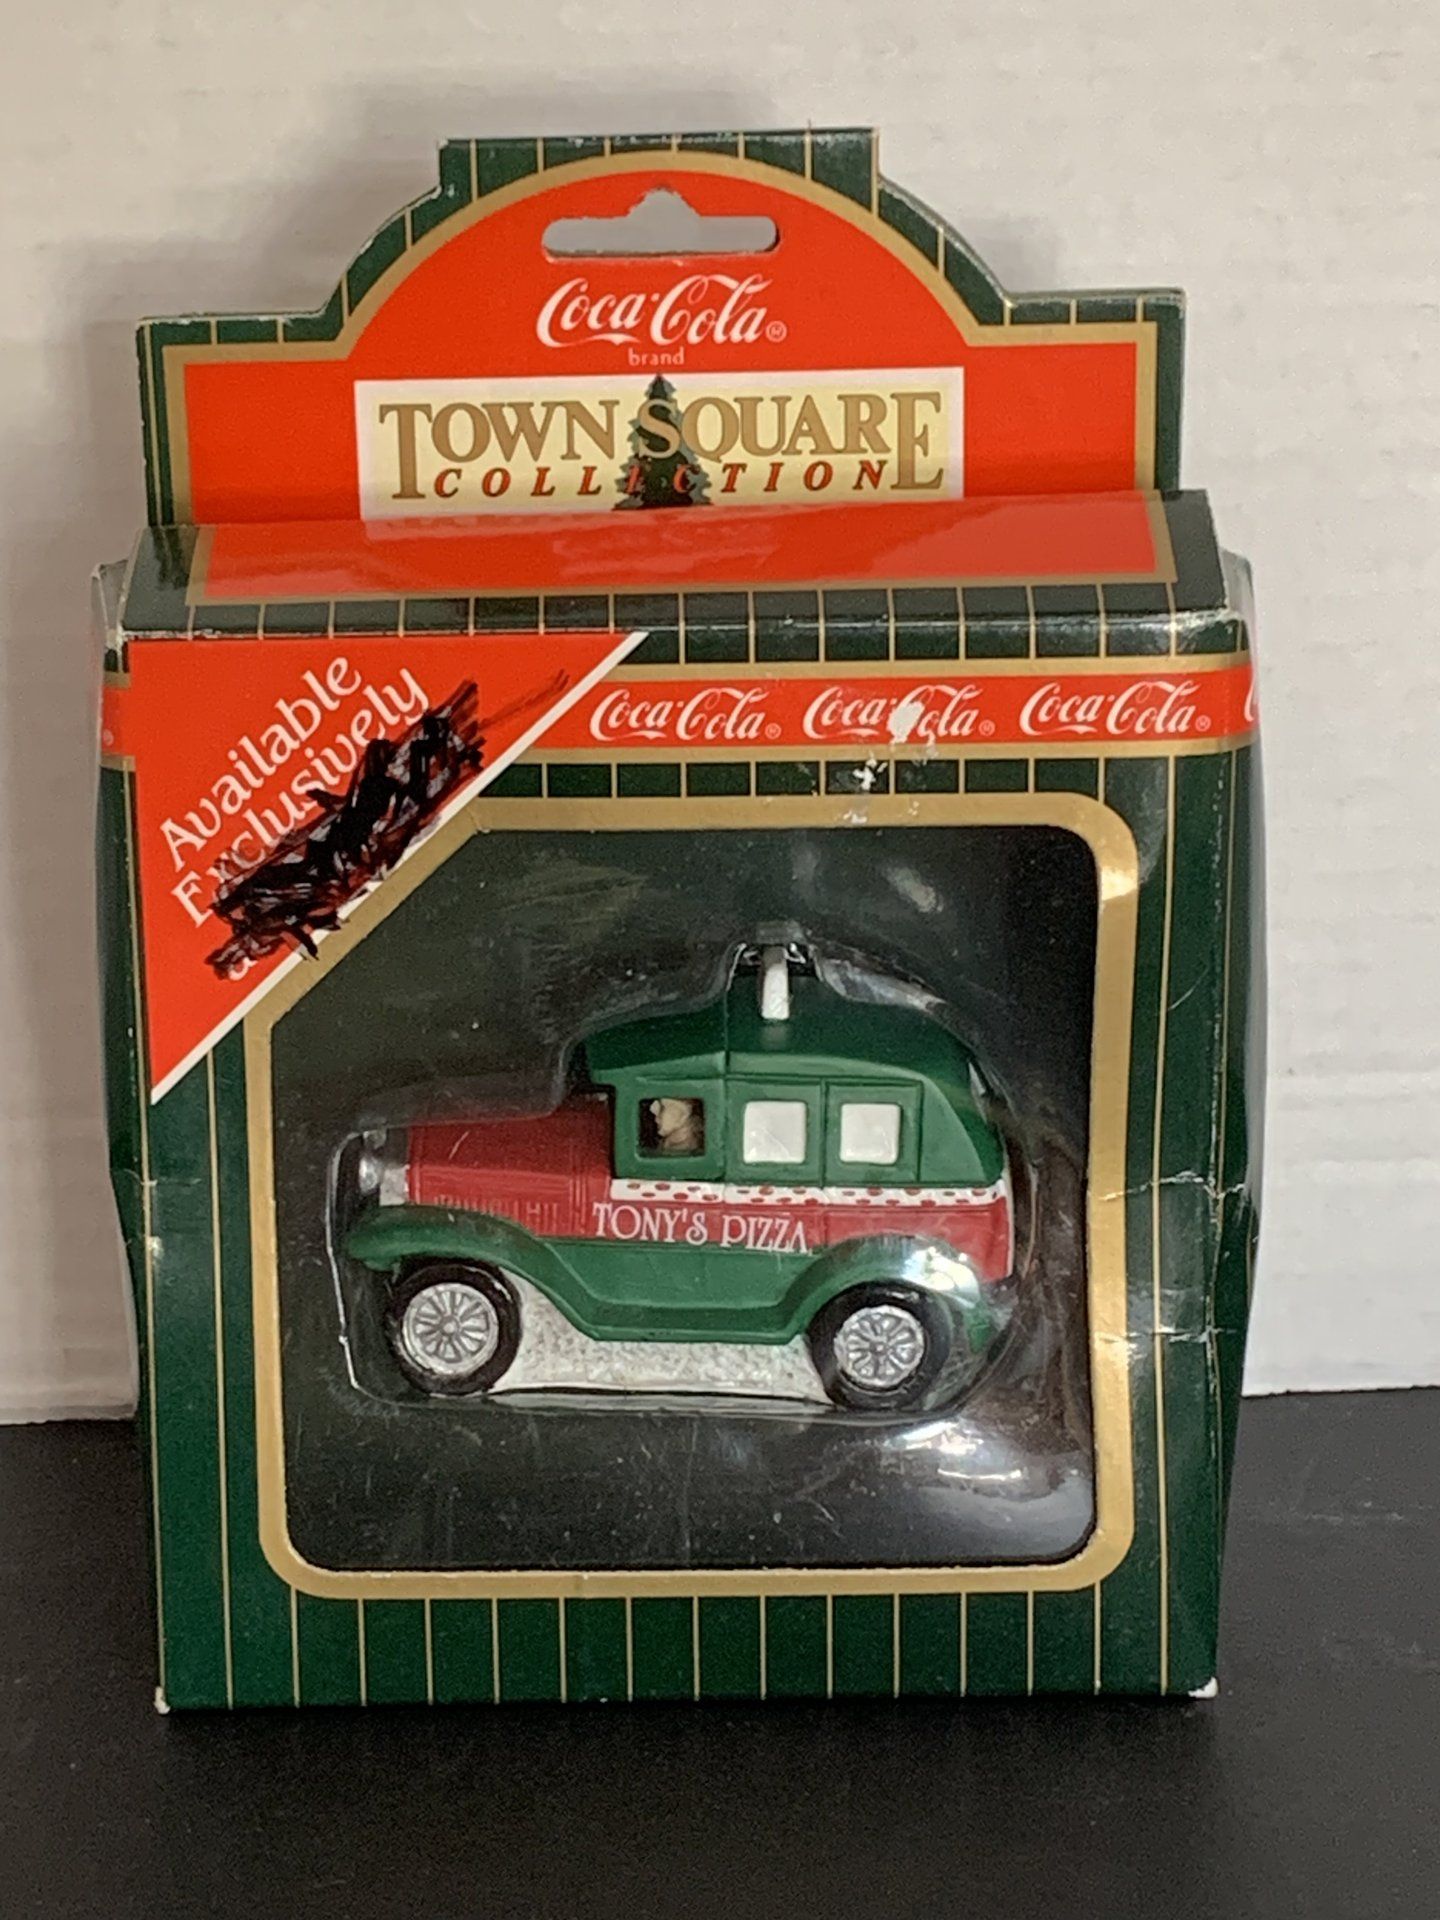 Coca-Cola®
brand
TOWN SQUARE
COLLECTION
Available
Exclusively
Coca-Cola® Coca-Cola® Coca-Cola®
TONY'S PIZZA